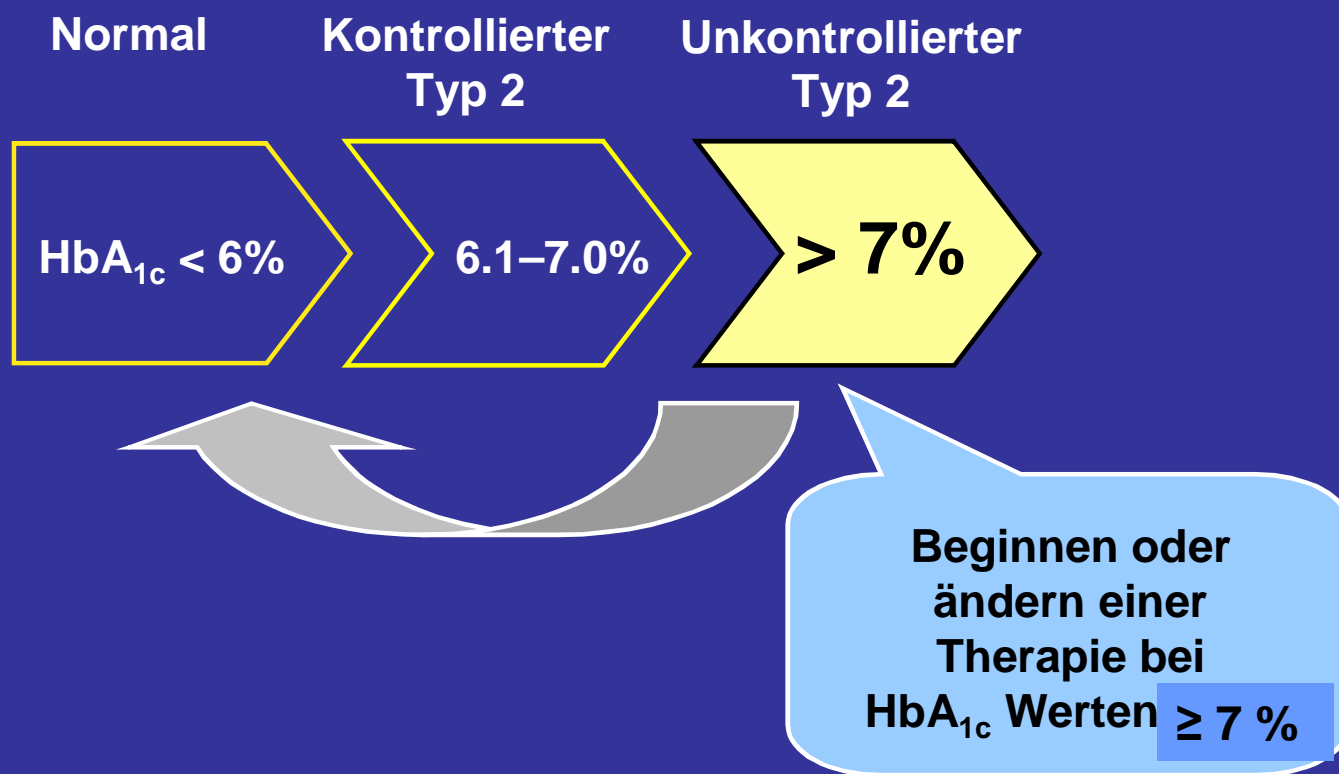 Normal
Kontrollierter
Typ 2
Unkontrollierter
Typ 2
HbA1c < 6%
6.1–7.0%
> 7%
Beginnen oder
ändern einer
Therapie bei
HbA1c Werten ≥ 7 %